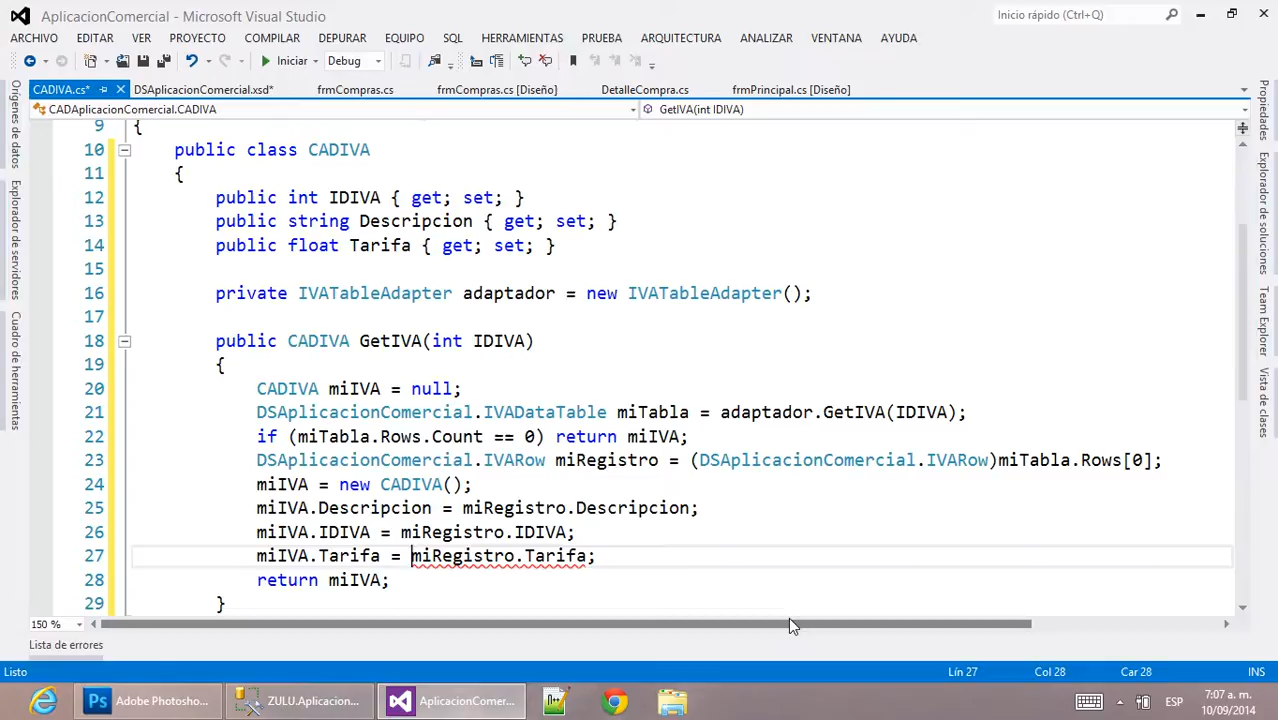 AplicacionComercial - Microsoft Visual Studio
Inicio rápido (Ctrl+Q)
ARCHIVO EDITAR VER PROYECTO COMPILAR DEPURAR EQUIPO SQL HERRAMIENTAS PRUEBA ARQUITECTURA ANALIZAR VENTANA AYUDA
Iniciar Debug
CADIVA.cs* DSAplicacionComercial.xsd* frmCompras.cs frmCompras.cs [Diseño] DetalleCompra.cs frmPrincipal.cs [Diseño]
CADAplicacionComercial.CADIVA GetIVA(int IDIVA)
9 {
10 public class CADIVA
11 {
12 public int IDIVA { get; set; }
13 public string Descripcion { get; set; }
14 public float Tarifa { get; set; }
15
16 private IVATableAdapter adaptador = new IVATableAdapter();
17
18 public CADIVA GetIVA(int IDIVA)
19 {
20 CADIVA miIVA = null;
21 DSAplicacionComercial.IVADataTable miTabla = adaptador.GetIVA(IDIVA);
22 if (miTabla.Rows.Count == 0) return miIVA;
23 DSAplicacionComercial.IVARow miRegistro = (DSAplicacionComercial.IVARow)miTabla.Rows[0];
24 miIVA = new CADIVA();
25 miIVA.Descripcion = miRegistro.Descripcion;
26 miIVA.IDIVA = miRegistro.IDIVA;
27 miIVA.Tarifa = miRegistro.Tarifa;
28 return miIVA;
29 }
Orígenes de datos
Explorador de servidores
Cuadro de herramientas
Propiedades
Explorador de soluciones
Team Explorer
Vista de clases
150 %
Lista de errores
Listo Lín 27 Col 28 Car 28 INS
Ps Adobe Photosho... ZULU.Aplicacion... AplicacionComer... ESP 7:07 a. m.
10/09/2014